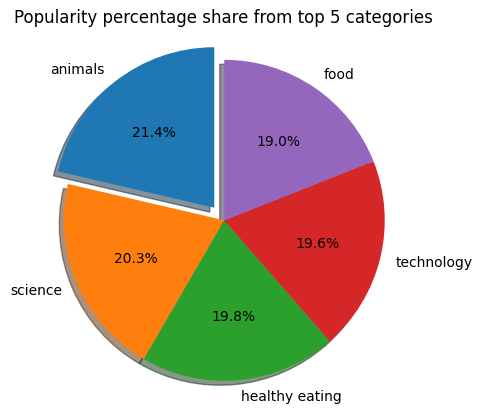 Popularity percentage share from top 5 categories
animals
food
21.4%
19.0%
technology
19.6%
20.3%
science
19.8%
healthy eating